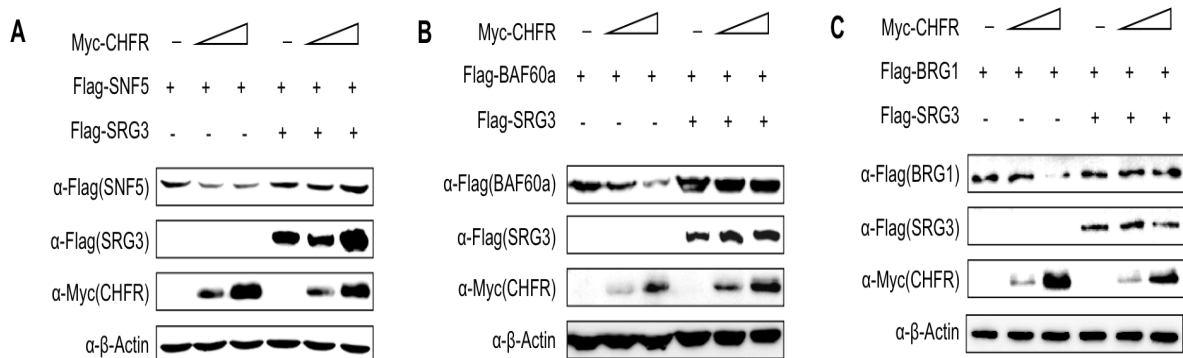 A
Myc-CHFR –  –
Flag-SNF5 + + + + + +
Flag-SRG3 - - - + + +
α-Flag(SNF5)
α-Flag(SRG3)
α-Myc(CHFR)
α-β-Actin
B
Myc-CHFR –  –
Flag-BAF60a + + + + + +
Flag-SRG3 - - - + + +
α-Flag(BAF60a)
α-Flag(SRG3)
α-Myc(CHFR)
α-β-Actin
C
Myc-CHFR –  –
Flag-BRG1 + + + + + +
Flag-SRG3 - - - + + +
α-Flag(BRG1)
α-Flag(SRG3)
α-Myc(CHFR)
α-β-Actin